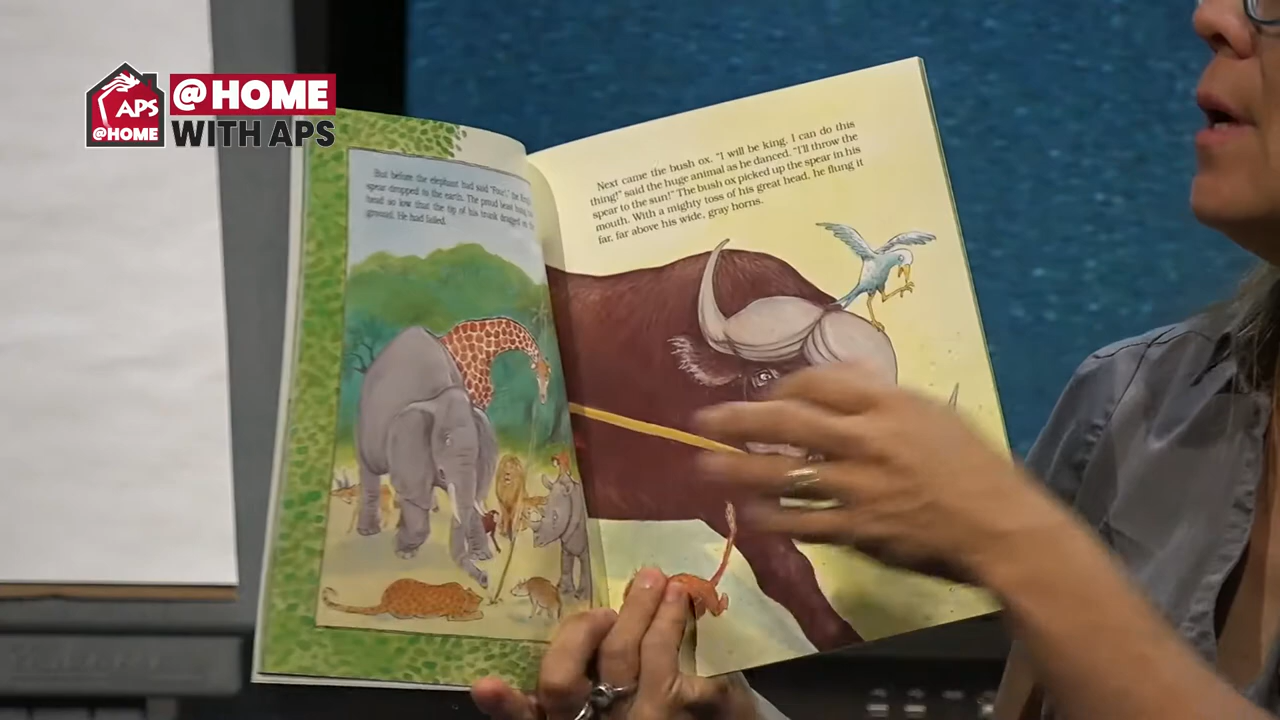 APS
@HOME
@HOME
WITH APS
But before the elephant had said "Four!," the King's
spear dropped to the earth. The proud beast hung his
head so low that the tip of his trunk dragged on the
ground. He had failed.
Next came the bush ox. "I will be king. I can do this
thing!" said the huge animal as he danced. "I'll throw the
spear to the sun!" The bush ox picked up the spear in his
mouth. With a mighty toss of his great head, he flung it
far, far above his wide, gray horns.